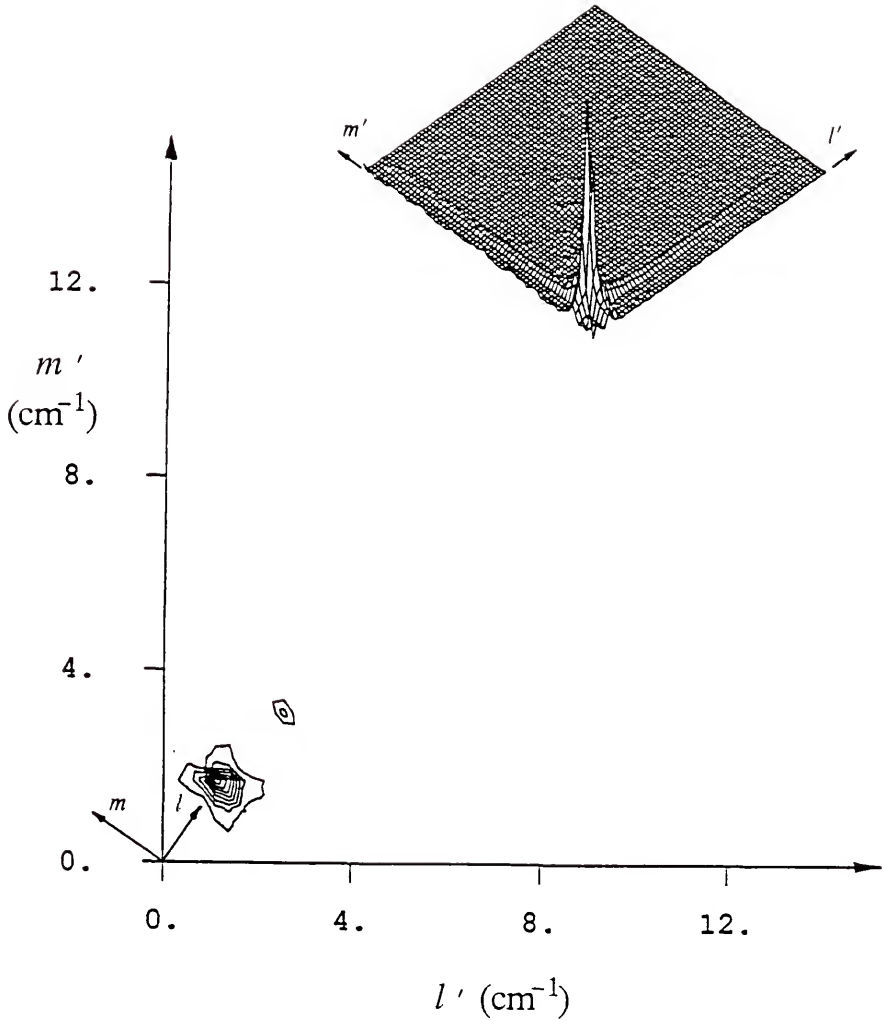 m'
l'
12.
m '
(cm⁻¹)
8.
4.
m
l
0.
0.
4.
8.
12.
l ' (cm⁻¹)